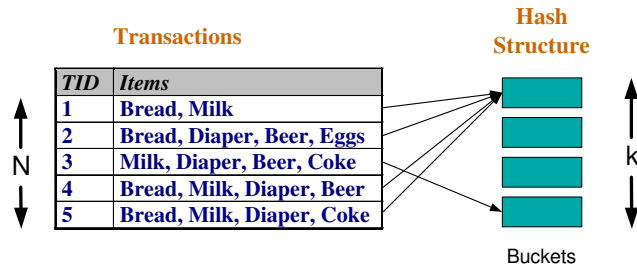 Transactions
Hash
Structure
TID Items
1 Bread, Milk
2 Bread, Diaper, Beer, Eggs
3 Milk, Diaper, Beer, Coke
4 Bread, Milk, Diaper, Beer
5 Bread, Milk, Diaper, Coke
N
k
Buckets